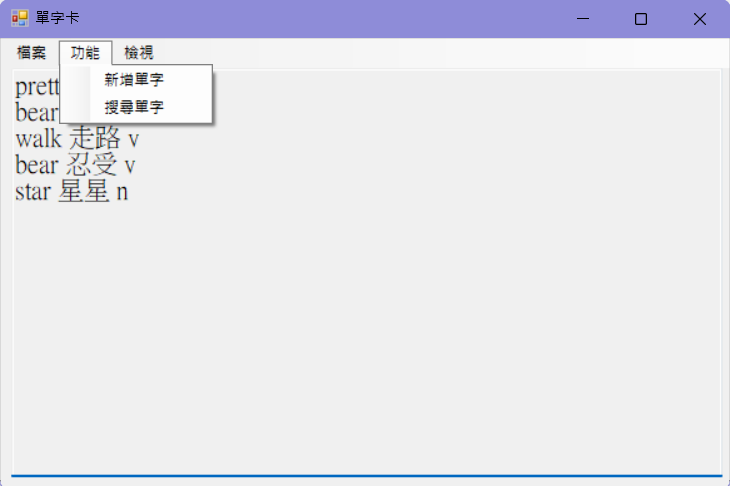 單字卡
檔案 功能 檢視
新增單字
搜尋單字
bear
walk 走路 v
bear 忍受 v
star 星星 n